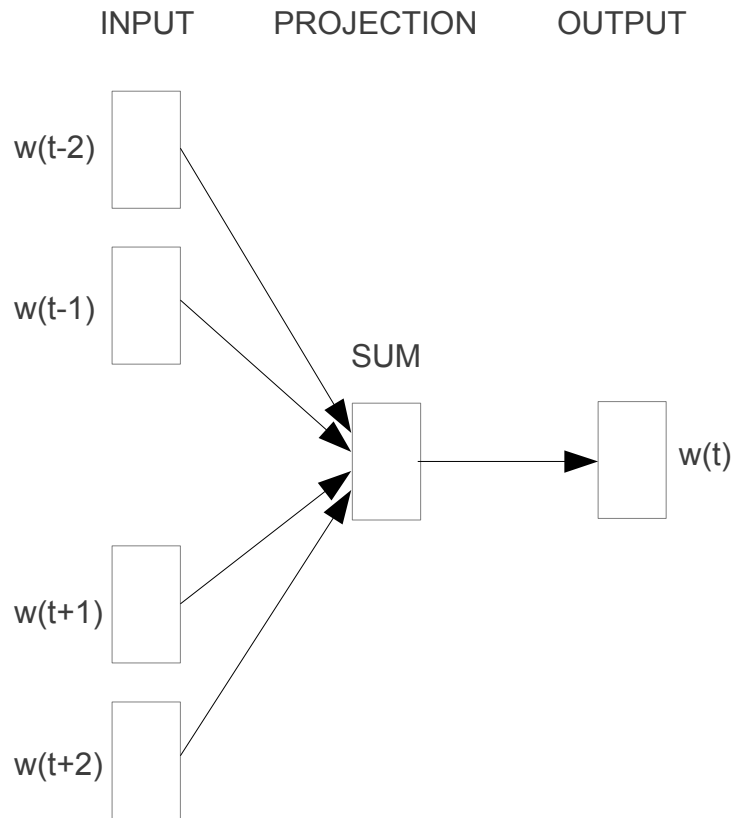 INPUT PROJECTION OUTPUT
w(t-2)
w(t-1)
SUM
w(t)
w(t+1)
w(t+2)